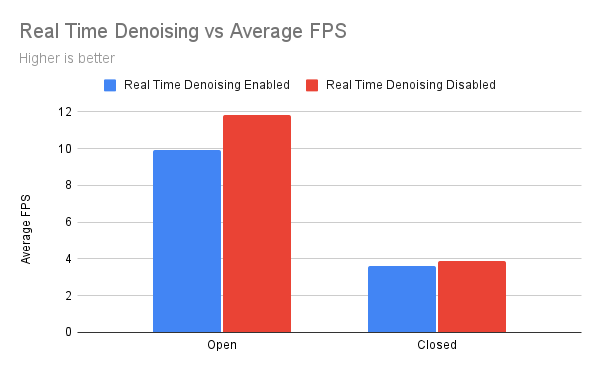 Real Time Denoising vs Average FPS
Higher is better
Real Time Denoising Enabled Real Time Denoising Disabled
12
10
8
6
4
2
0
Average FPS
Open Closed